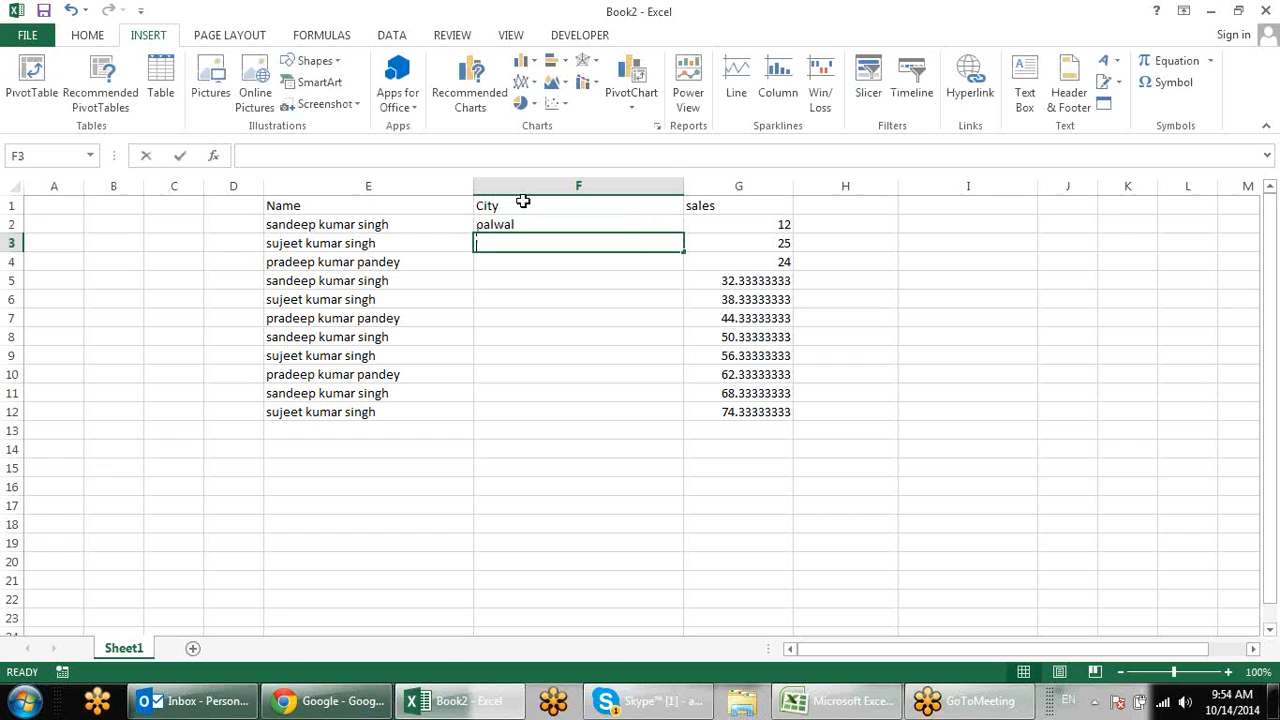 Book2 - Excel
?
FILE HOME INSERT PAGE LAYOUT FORMULAS DATA REVIEW VIEW DEVELOPER Sign in
PivotTable Recommended PivotTables Table Pictures Online Pictures Shapes SmartArt Screenshot Apps for Office Recommended Charts PivotChart Power View Line Column Win/Loss Slicer Timeline Hyperlink Text Box Header & Footer Equation Symbol
Tables Illustrations Apps Charts Reports Sparklines Filters Links Text Symbols
F3 fx
A B C D E F G H I J K L M
1 Name City sales
2 sandeep kumar singh palwal 12
3 sujeet kumar singh 25
4 pradeep kumar pandey 24
5 sandeep kumar singh 32.33333333
6 sujeet kumar singh 38.33333333
7 pradeep kumar pandey 44.33333333
8 sandeep kumar singh 50.33333333
9 sujeet kumar singh 56.33333333
10 pradeep kumar pandey 62.33333333
11 sandeep kumar singh 68.33333333
12 sujeet kumar singh 74.33333333
13
14
15
16
17
18
19
20
21
22
23
Sheet1
READY 100%
Inbox - Person... Google - Goog... Book2 - Excel Skype™ [1] - a... Microsoft Exce... GoToMeeting EN 9:54 AM
10/14/2014